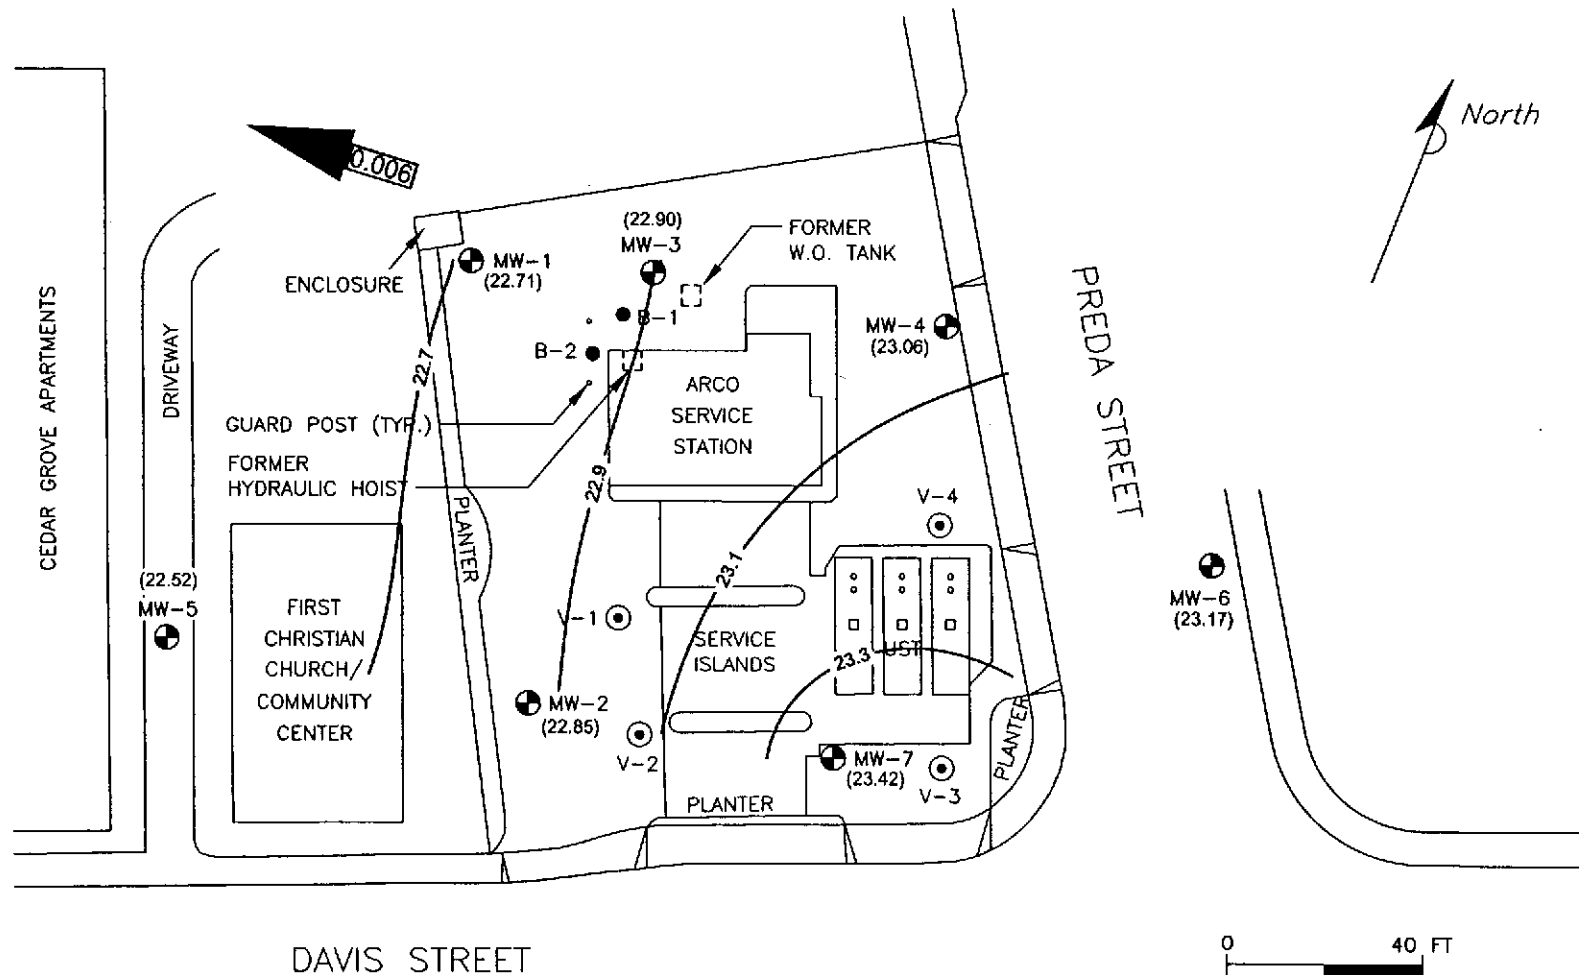 North
0.006
(22.90)
MW-3
FORMER
W.O. TANK
MW-1
(22.71)
ENCLOSURE
B-1
MW-4
(23.06)
B-2
PREDA STREET
22.7
CEDAR GROVE APARTMENTS
DRIVEWAY
ARCO
SERVICE
STATION
GUARD POST (TYP.)
FORMER
HYDRAULIC HOIST
22.9
PLANTER
V-4
23.1
(22.52)
MW-5
FIRST
CHRISTIAN
CHURCH/
COMMUNITY
CENTER
V-1
SERVICE
ISLANDS
UST
23.3
MW-6
(23.17)
MW-2
(22.85)
V-2
MW-7
(23.42)
V-3
PLANTER
PLANTER
DAVIS STREET
0 40 FT